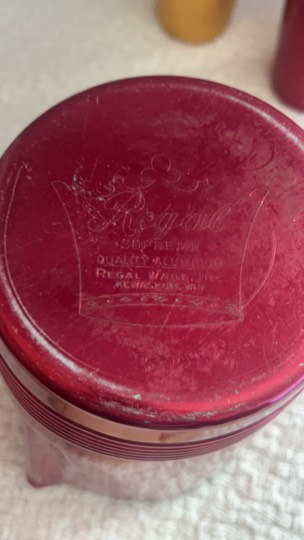 Regal
SUPREME
QUALITY ALUMINUM
REGAL WARE, INC.
KEWASKUM, WIS.